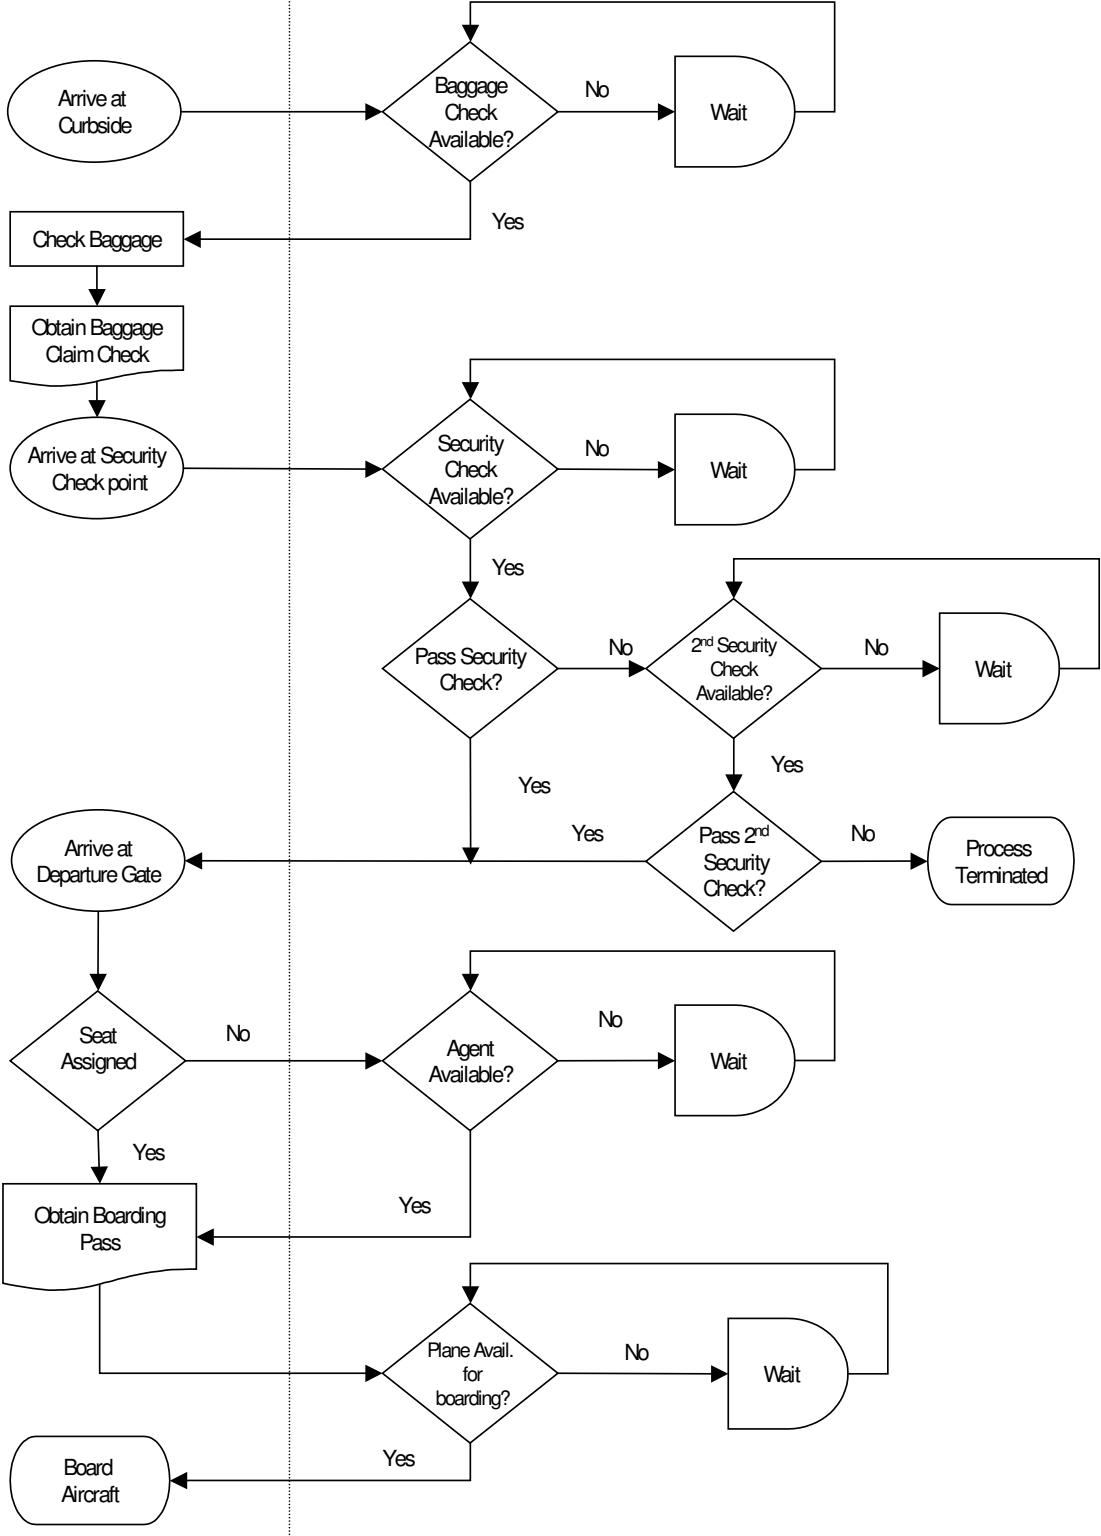 Arrive at
Curbside
Baggage
Check
Available?
No
Wait
Yes
Check Baggage
Obtain Baggage
Claim Check
Arrive at Security
Check point
Security
Check
Available?
No
Wait
Yes
Pass Security
Check?
No
2nd Security
Check
Available?
No
Wait
Yes
Yes
Arrive at
Departure Gate
Yes
Pass 2nd
Security
Check?
No
Process
Terminated
Seat
Assigned
No
Agent
Available?
No
Wait
Yes
Yes
Obtain Boarding
Pass
Plane Avail.
for
boarding?
No
Wait
Yes
Board
Aircraft